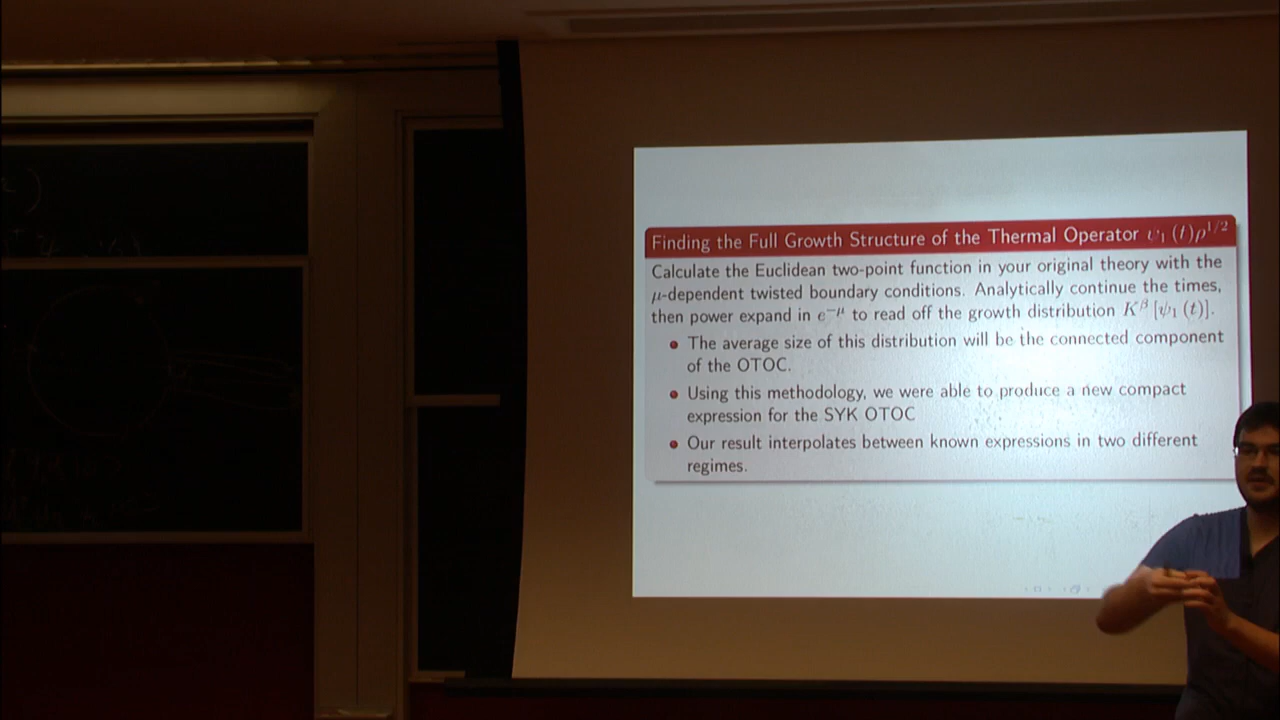 Finding the Full Growth Structure of the Thermal Operator ψ₁(t)ρ^{1/2}
Calculate the Euclidean two-point function in your original theory with the
μ-dependent twisted boundary conditions. Analytically continue the times,
then power expand in e^{-μ} to read off the growth distribution K^β [ψ₁(t)].
• The average size of this distribution will be the connected component
of the OTOC.
• Using this methodology, we were able to produce a new compact
expression for the SYK OTOC
• Our result interpolates between known expressions in two different
regimes.